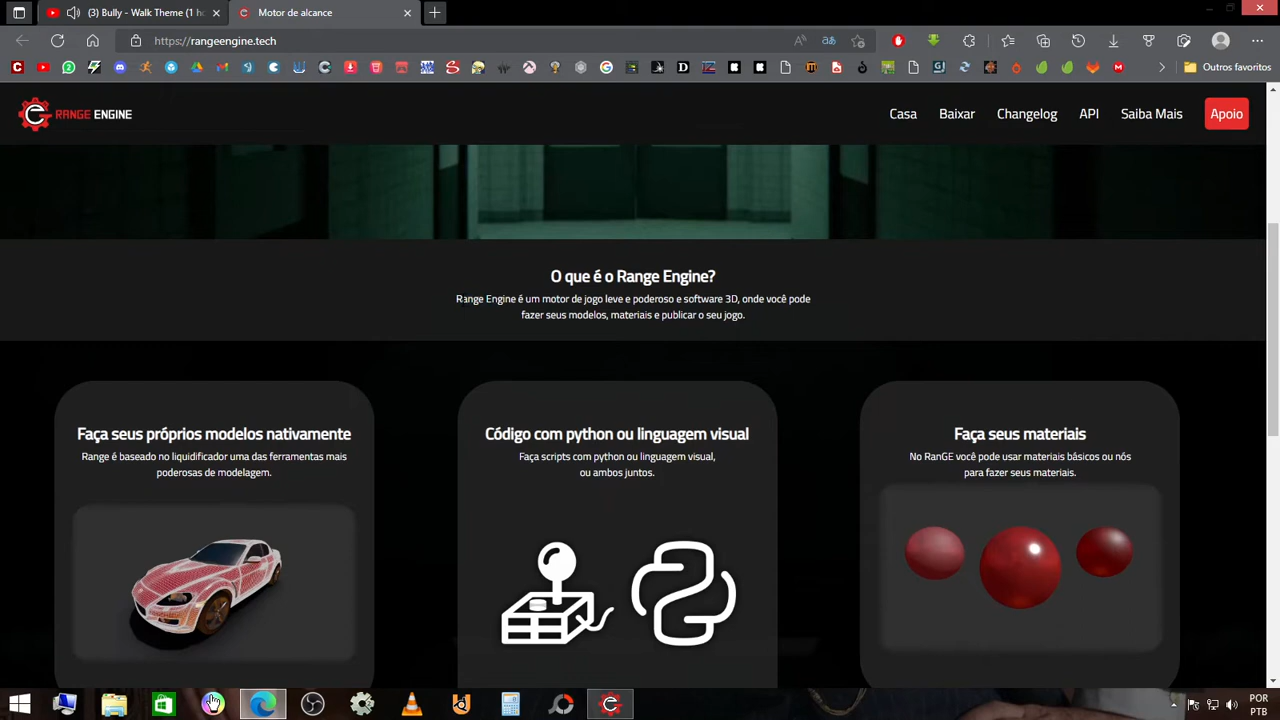 (3) Bully - Walk Theme (1 ho
Motor de alcance
https://rangeengine.tech
Outros favoritos
RANGE ENGINE
Casa
Baixar
Changelog
API
Saiba Mais
Apoio
O que é o Range Engine?
Range Engine é um motor de jogo leve e poderoso e software 3D, onde você pode
fazer seus modelos, materiais e publicar o seu jogo.
Faça seus próprios modelos nativamente
Range é baseado no liquidificador uma das ferramentas mais
poderosas de modelagem.
Código com python ou linguagem visual
Faça scripts com python ou linguagem visual,
ou ambos juntos.
Faça seus materiais
No RanGE você pode usar materiais básicos ou nós
para fazer seus materiais.
POR
PTB